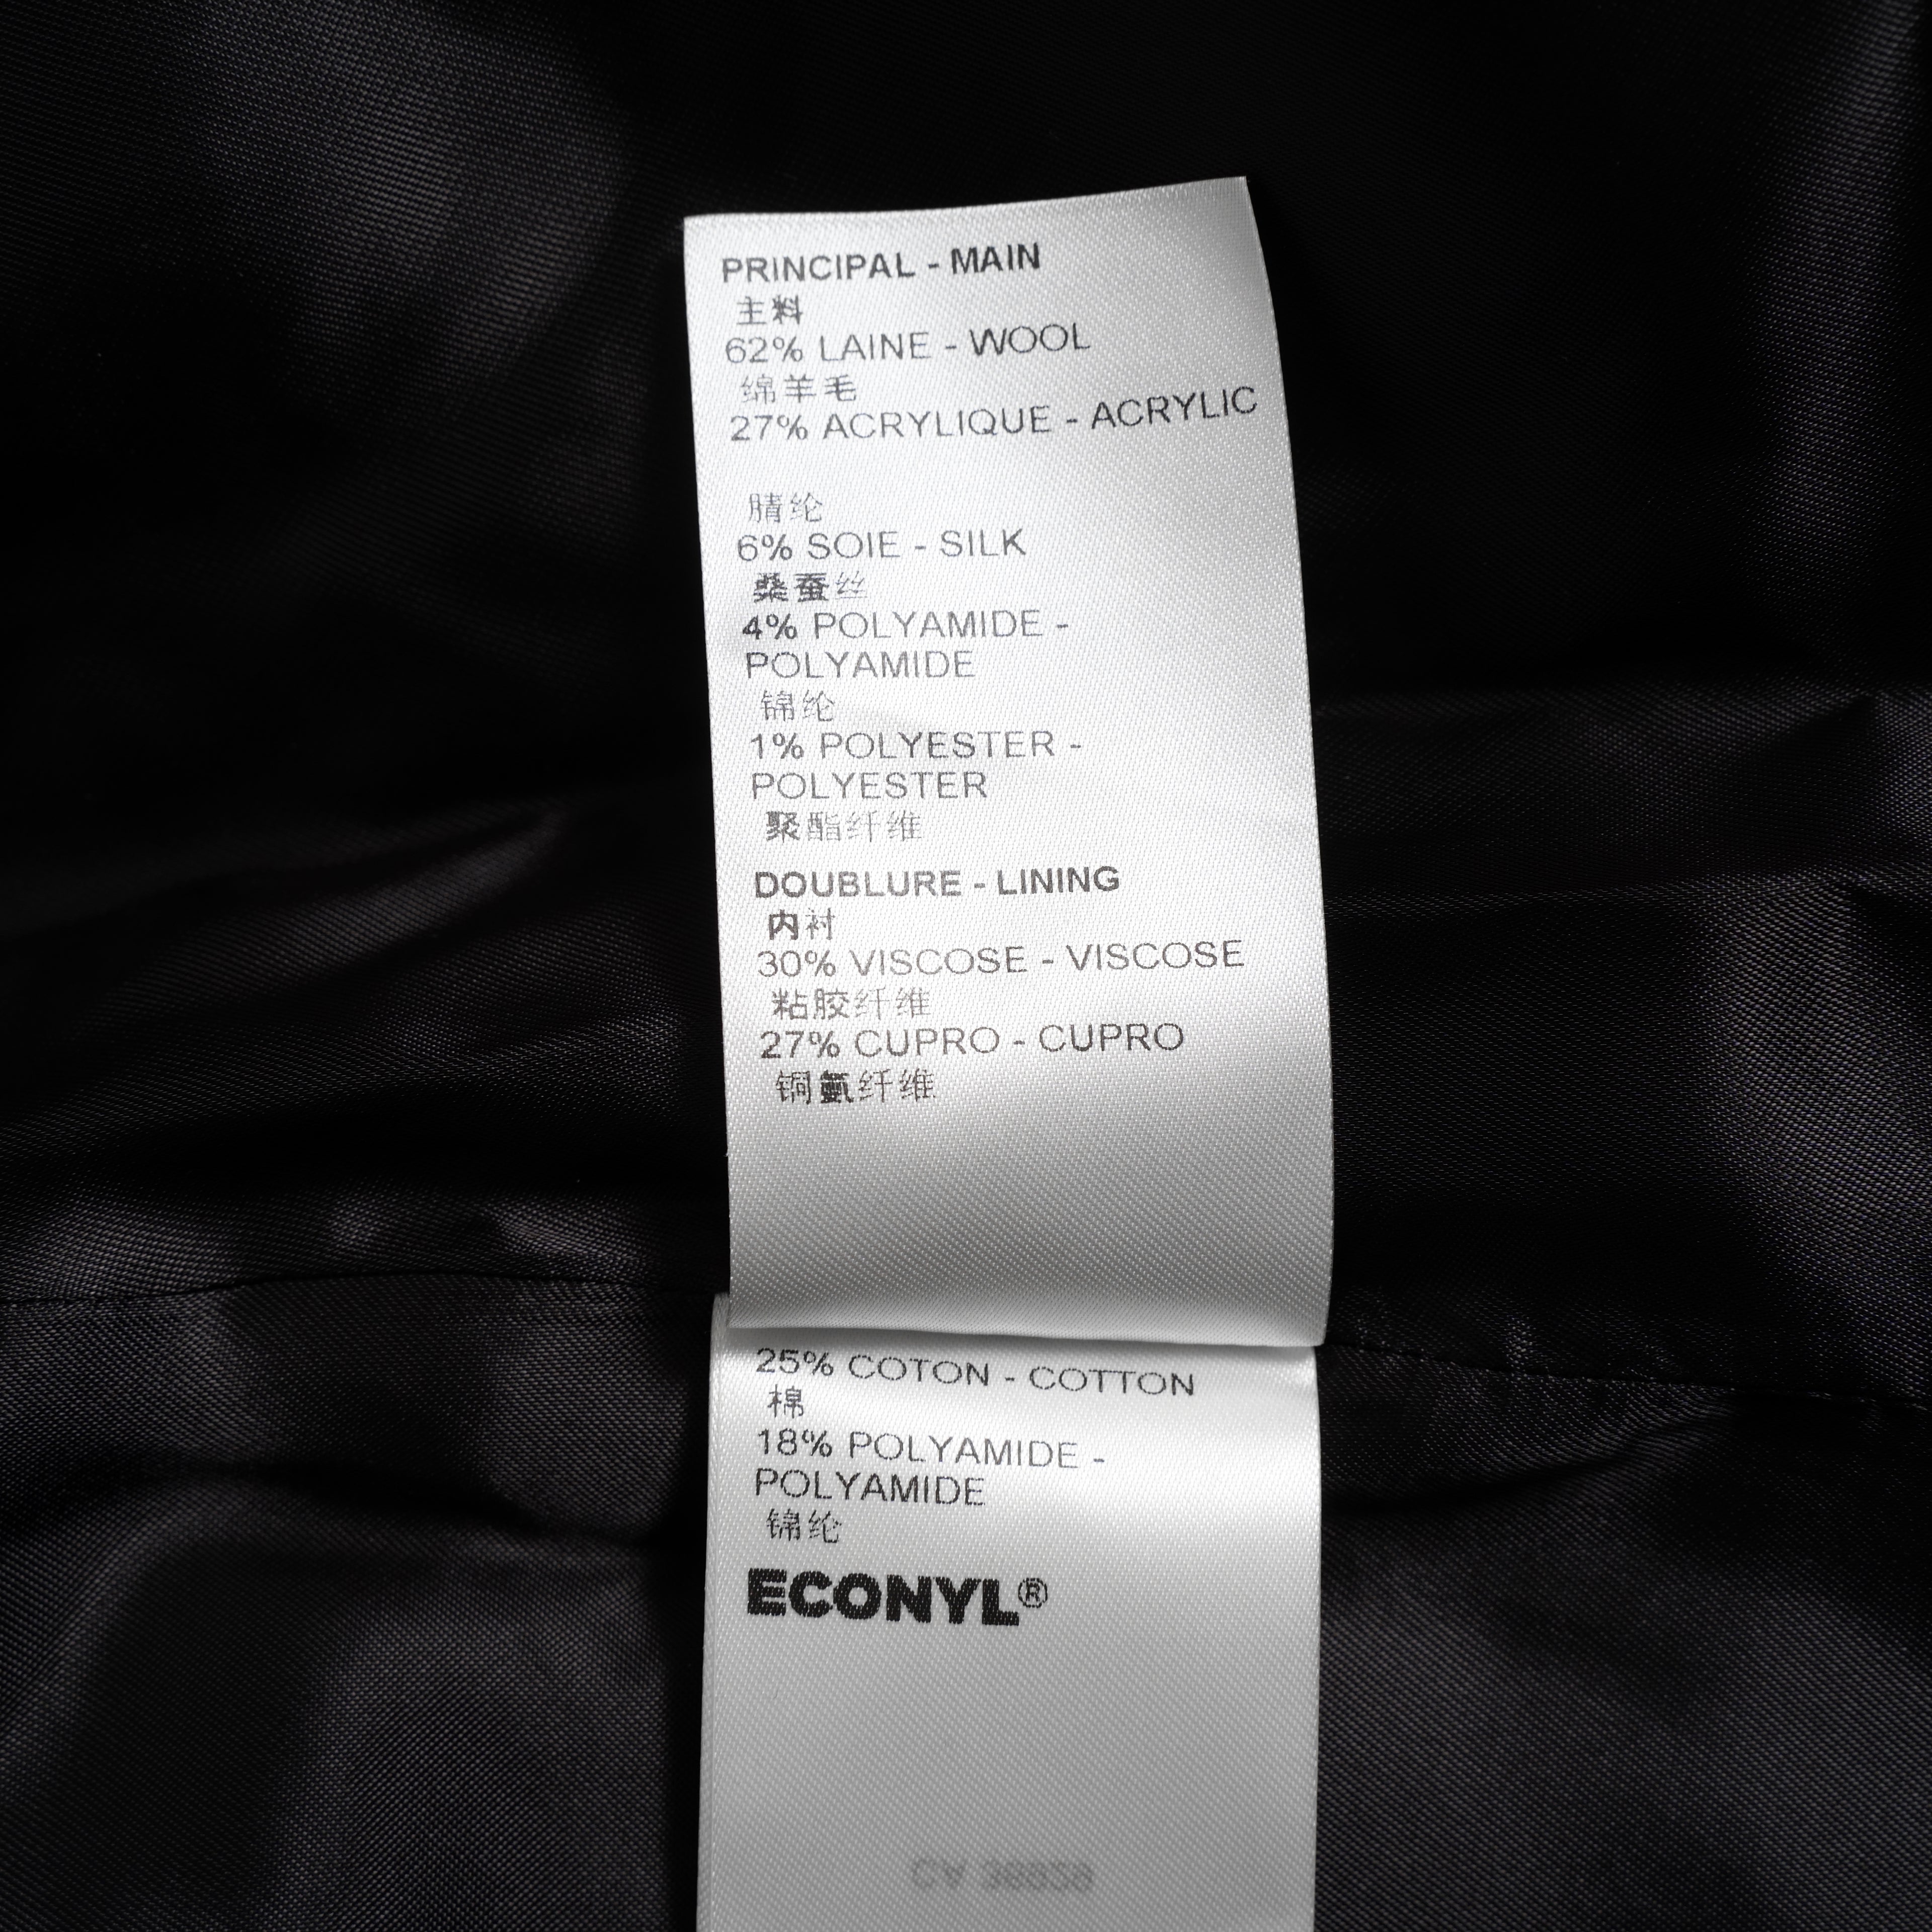 PRINCIPAL - MAIN
主料
62% LAINE - WOOL
绵羊毛
27% ACRYLIQUE - ACRYLIC
腈纶
6% SOIE - SILK
桑蚕丝
4% POLYAMIDE -
POLYAMIDE
锦纶
1% POLYESTER -
POLYESTER
聚酯纤维
DOUBLURE - LINING
内衬
30% VISCOSE - VISCOSE
粘胶纤维
27% CUPRO - CUPRO
铜氨纤维
25% COTON - COTTON
棉
18% POLYAMIDE -
POLYAMIDE
锦纶
ECONYL®